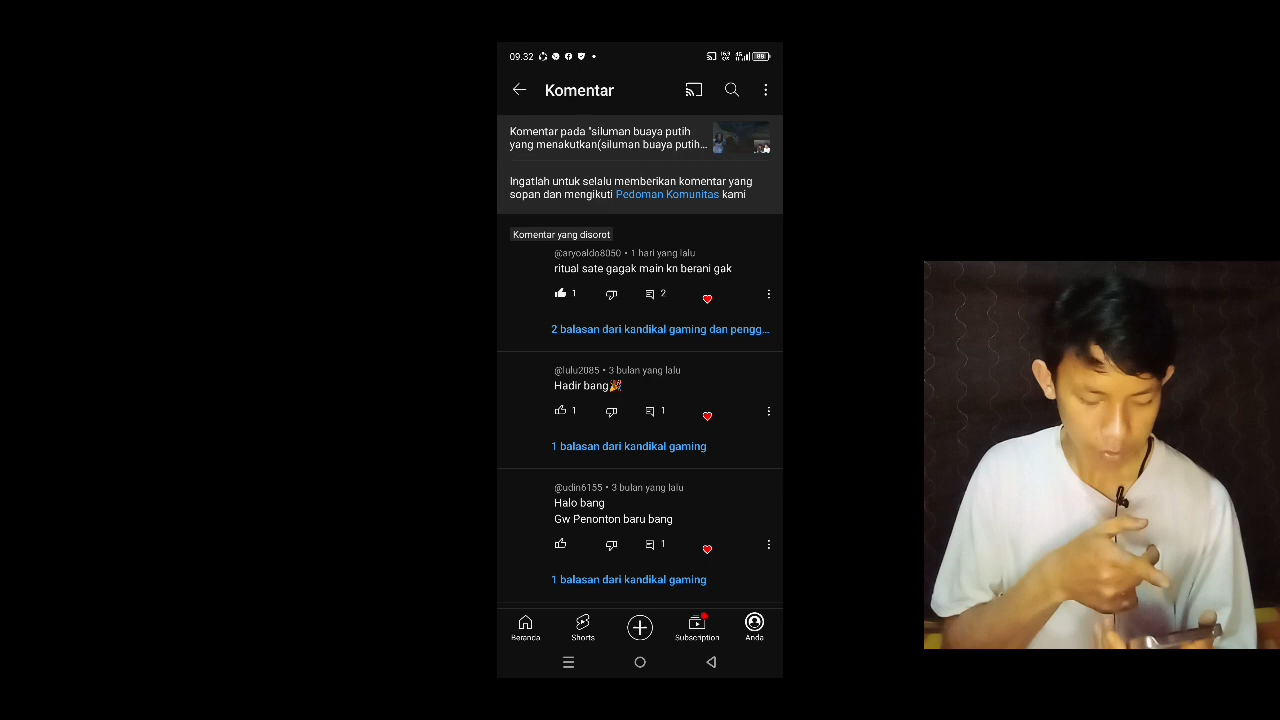 09.32
Komentar
Komentar pada "siluman buaya putih
yang menakutkan(siluman buaya putih...
Ingatlah untuk selalu memberikan komentar yang
sopan dan mengikuti Pedoman Komunitas kami
Komentar yang disorot
@aryoaldo8050 • 1 hari yang lalu
ritual sate gagak main kn berani gak
1 2
2 balasan dari kandikal gaming dan pengg...
@lulu2085 • 3 bulan yang lalu
Hadir bang🎉
1 1
1 balasan dari kandikal gaming
@udin6155 • 3 bulan yang lalu
Halo bang
Gw Penonton baru bang
1
1 balasan dari kandikal gaming
Beranda Shorts Subscription Anda